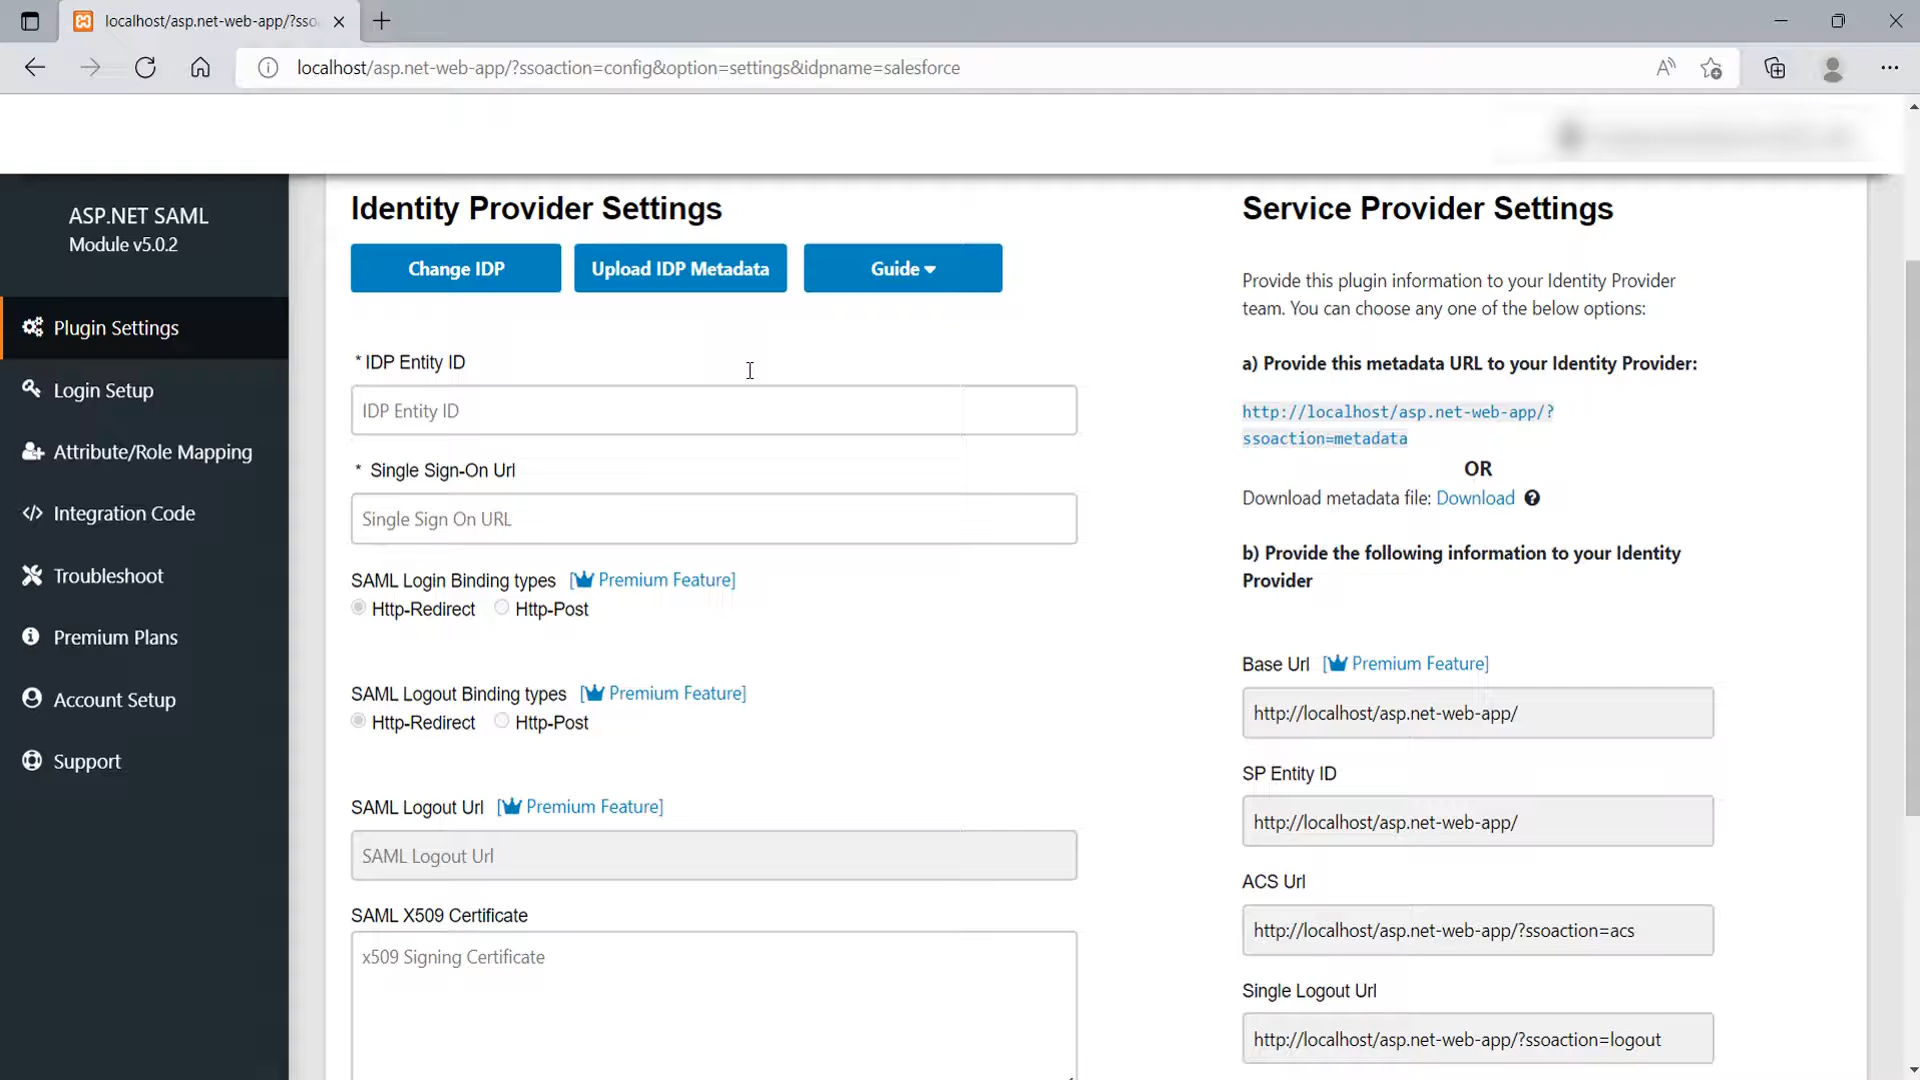 localhost/asp.net-web-app/?sso
localhost/asp.net-web-app/?ssoaction=config&option=settings&idpname=salesforce
ASP.NET SAML
Module v5.0.2
Plugin Settings
Login Setup
Attribute/Role Mapping
Integration Code
Troubleshoot
Premium Plans
Account Setup
Support
Identity Provider Settings
Change IDP
Upload IDP Metadata
Guide
* IDP Entity ID
IDP Entity ID
* Single Sign-On Url
Single Sign On URL
SAML Login Binding types [Premium Feature]
Http-Redirect Http-Post
SAML Logout Binding types [Premium Feature]
Http-Redirect Http-Post
SAML Logout Url [Premium Feature]
SAML Logout Url
SAML X509 Certificate
x509 Signing Certificate
Service Provider Settings
Provide this plugin information to your Identity Provider
team. You can choose any one of the below options:
a) Provide this metadata URL to your Identity Provider:
http://localhost/asp.net-web-app/?
ssoaction=metadata
OR
Download metadata file: Download
b) Provide the following information to your Identity
Provider
Base Url [Premium Feature]
http://localhost/asp.net-web-app/
SP Entity ID
http://localhost/asp.net-web-app/
ACS Url
http://localhost/asp.net-web-app/?ssoaction=acs
Single Logout Url
http://localhost/asp.net-web-app/?ssoaction=logout